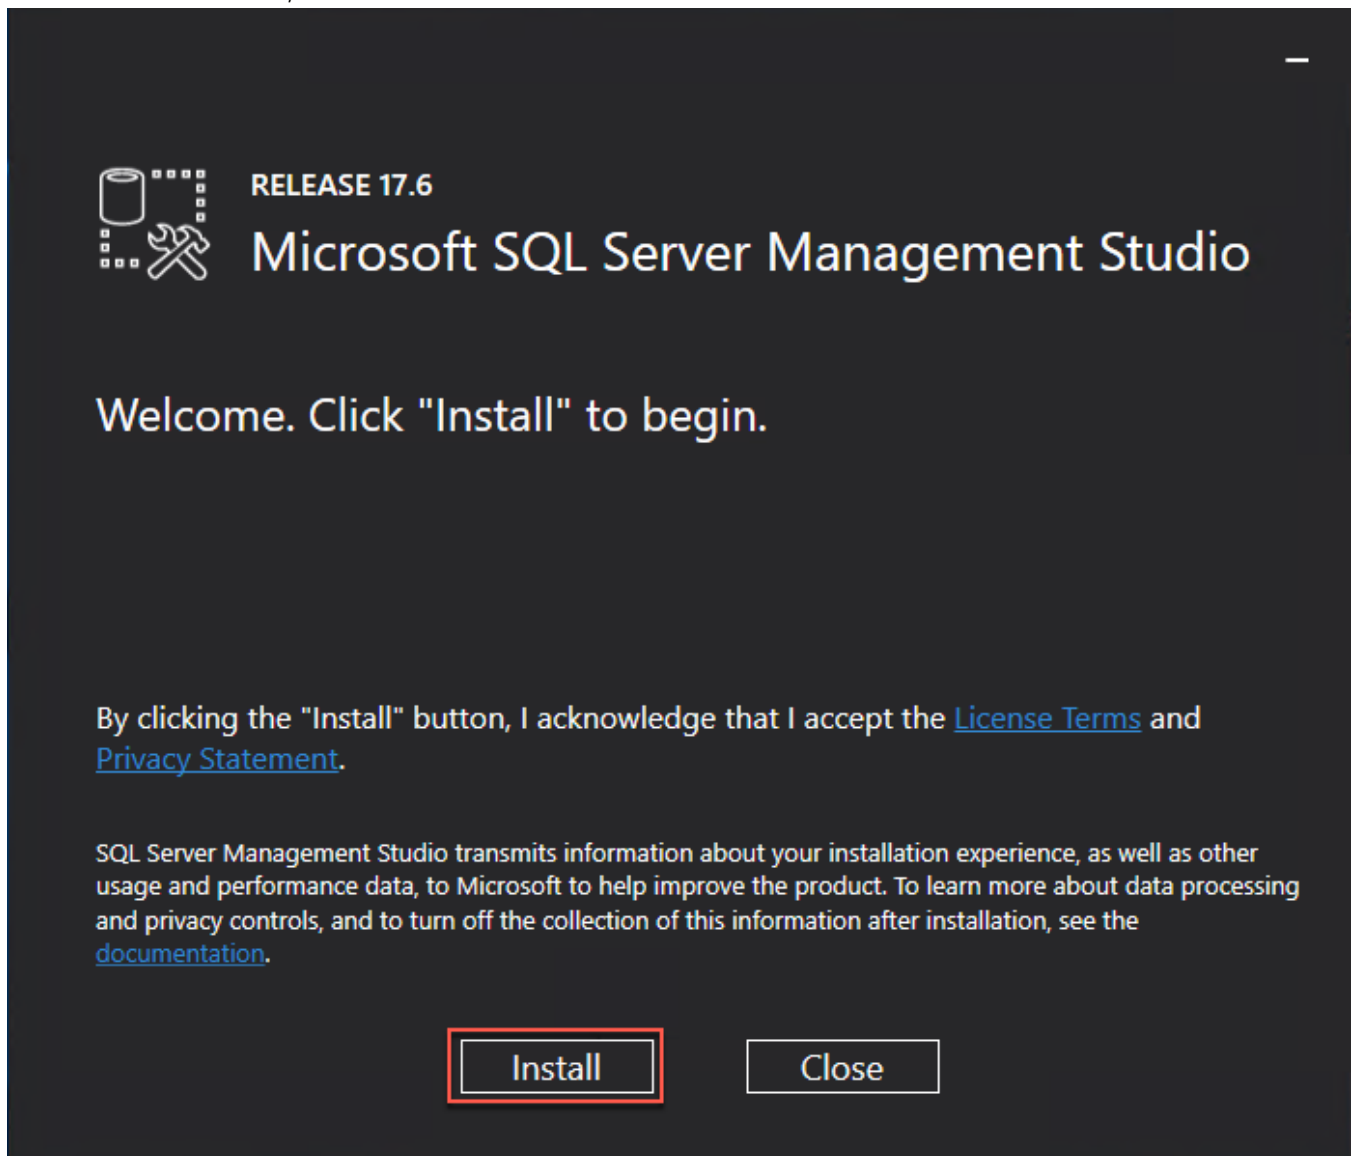 RELEASE 17.6
Microsoft SQL Server Management Studio
Welcome. Click "Install" to begin.
By clicking the "Install" button, I acknowledge that I accept the License Terms and
Privacy Statement.
SQL Server Management Studio transmits information about your installation experience, as well as other
usage and performance data, to Microsoft to help improve the product. To learn more about data processing
and privacy controls, and to turn off the collection of this information after installation, see the
documentation.
Install
Close